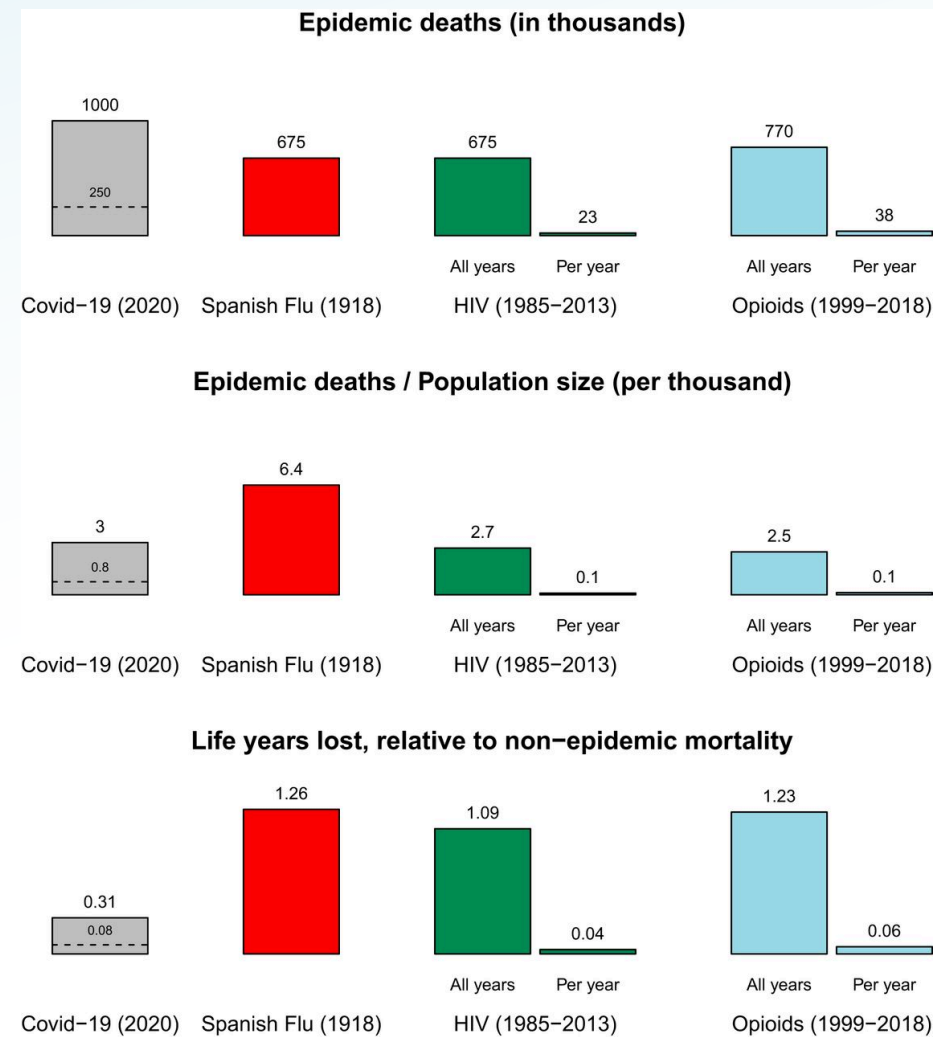 Epidemic deaths (in thousands)
1000
250
675
675
23
770
38
All years Per year All years Per year
Covid−19 (2020) Spanish Flu (1918) HIV (1985−2013) Opioids (1999−2018)
Epidemic deaths / Population size (per thousand)
3
0.8
6.4
2.7
0.1
2.5
0.1
All years Per year All years Per year
Covid−19 (2020) Spanish Flu (1918) HIV (1985−2013) Opioids (1999−2018)
Life years lost, relative to non−epidemic mortality
0.31
0.08
1.26
1.09
0.04
1.23
0.06
All years Per year All years Per year
Covid−19 (2020) Spanish Flu (1918) HIV (1985−2013) Opioids (1999−2018)